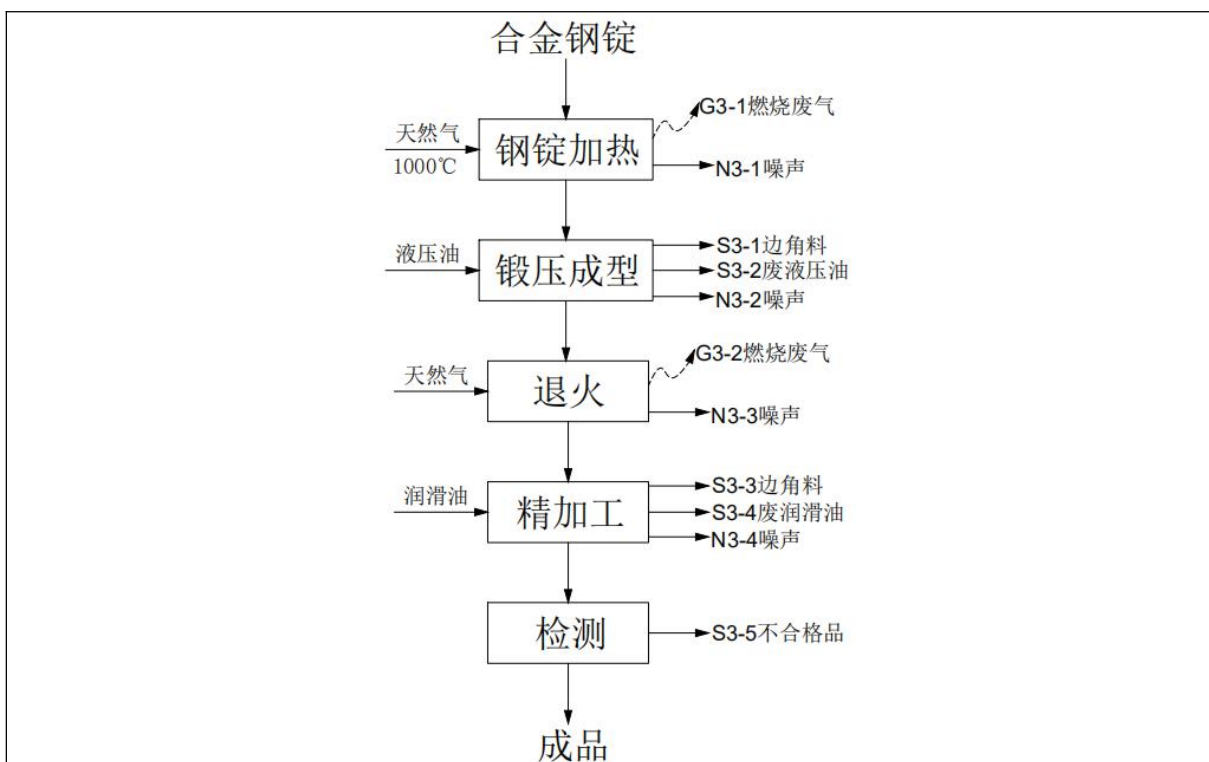 合金钢锭
G3-1燃烧废气
天然气
1000℃
钢锭加热
N3-1噪声
液压油
锻压成型
S3-1边角料
S3-2废液压油
N3-2噪声
G3-2燃烧废气
天然气
退火
N3-3噪声
润滑油
精加工
S3-3边角料
S3-4废润滑油
N3-4噪声
检测
S3-5不合格品
成品